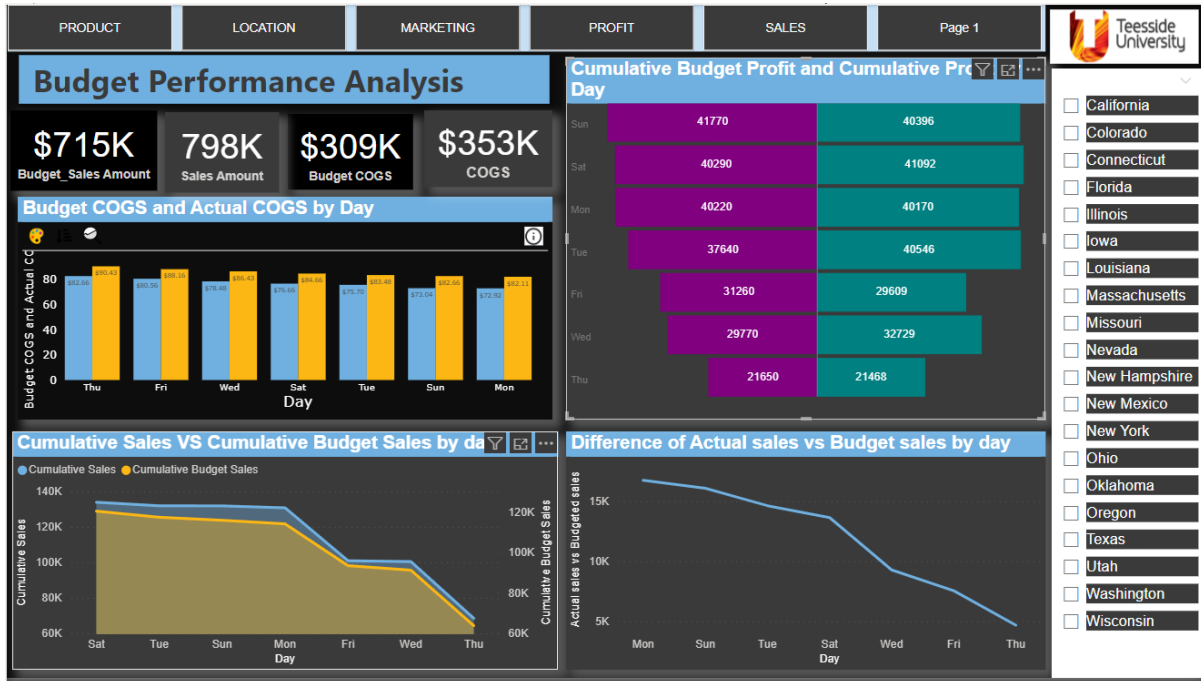 PRODUCT
LOCATION
MARKETING
PROFIT
SALES
Page 1
Teesside
University
Budget Performance Analysis
$715K
Budget_Sales Amount
798K
Sales Amount
$309K
Budget COGS
$353K
COGS
Budget COGS and Actual COGS by Day
Budget COGS and Actual CO
80
60
40
20
0
$82.66
$90.43
$80.56
$88.16
$78.48
$86.43
$76.66
$84.66
$75.70
$83.48
$73.04
$82.66
$72.92
$82.11
Thu
Fri
Wed
Sat
Tue
Sun
Mon
Day
Cumulative Budget Profit and Cumulative Pro
Day
Sun
41770
40396
Sat
40290
41092
Mon
40220
40170
Tue
37640
40546
Fri
31260
29609
Wed
29770
32729
Thu
21650
21468
Cumulative Sales VS Cumulative Budget Sales by da
Cumulative Sales
Cumulative Budget Sales
Cumulative Sales
140K
120K
100K
80K
60K
120K
100K
80K
60K
Cumulative Budget Sales
Sat
Tue
Sun
Mon
Fri
Wed
Thu
Day
Difference of Actual sales vs Budget sales by day
Actual sales vs Budgeted sales
15K
10K
5K
Mon
Sun
Tue
Sat
Wed
Fri
Thu
Day
California
Colorado
Connecticut
Florida
Illinois
Iowa
Louisiana
Massachusetts
Missouri
Nevada
New Hampshire
New Mexico
New York
Ohio
Oklahoma
Oregon
Texas
Utah
Washington
Wisconsin